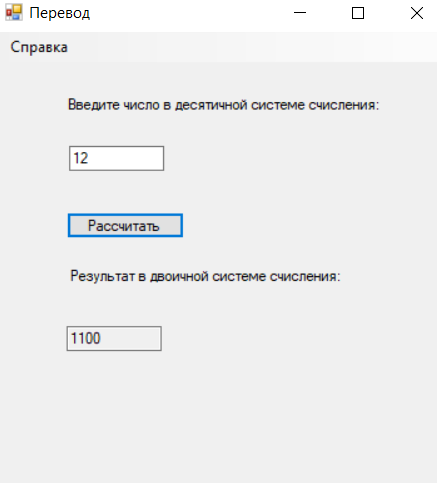 Перевод
Справка
Введите число в десятичной системе счисления:
12
Рассчитать
Результат в двоичной системе счисления:
1100